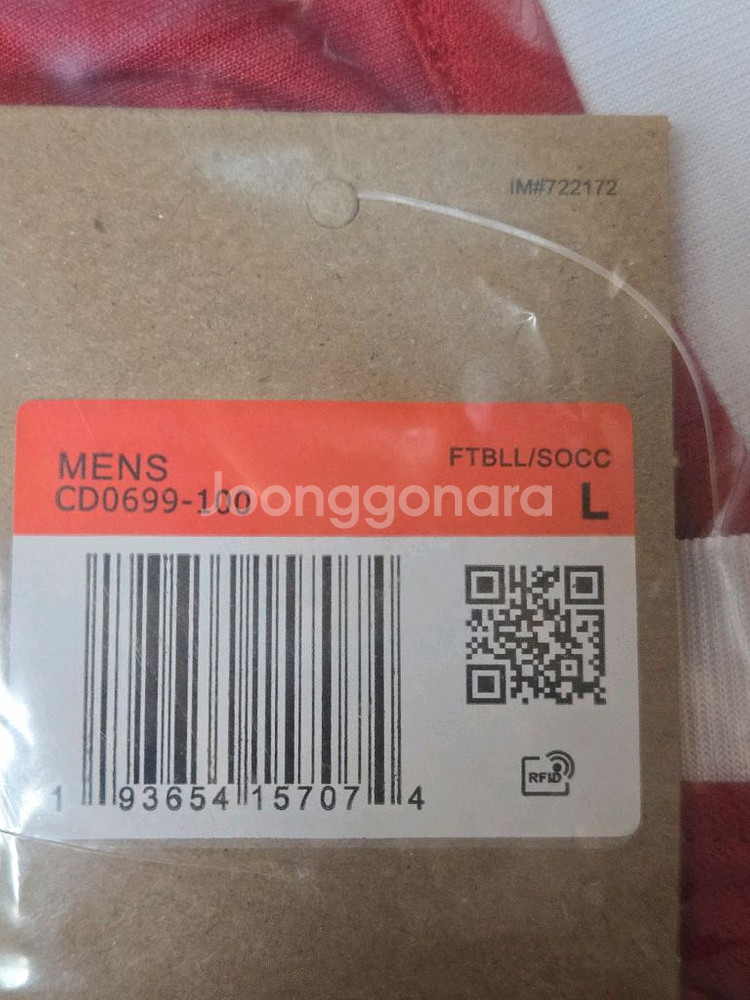 IM#722172
MENS
FTBLL/SOCC
CD0699-100
L
joonggonara
RFID
1 93654 15707 4